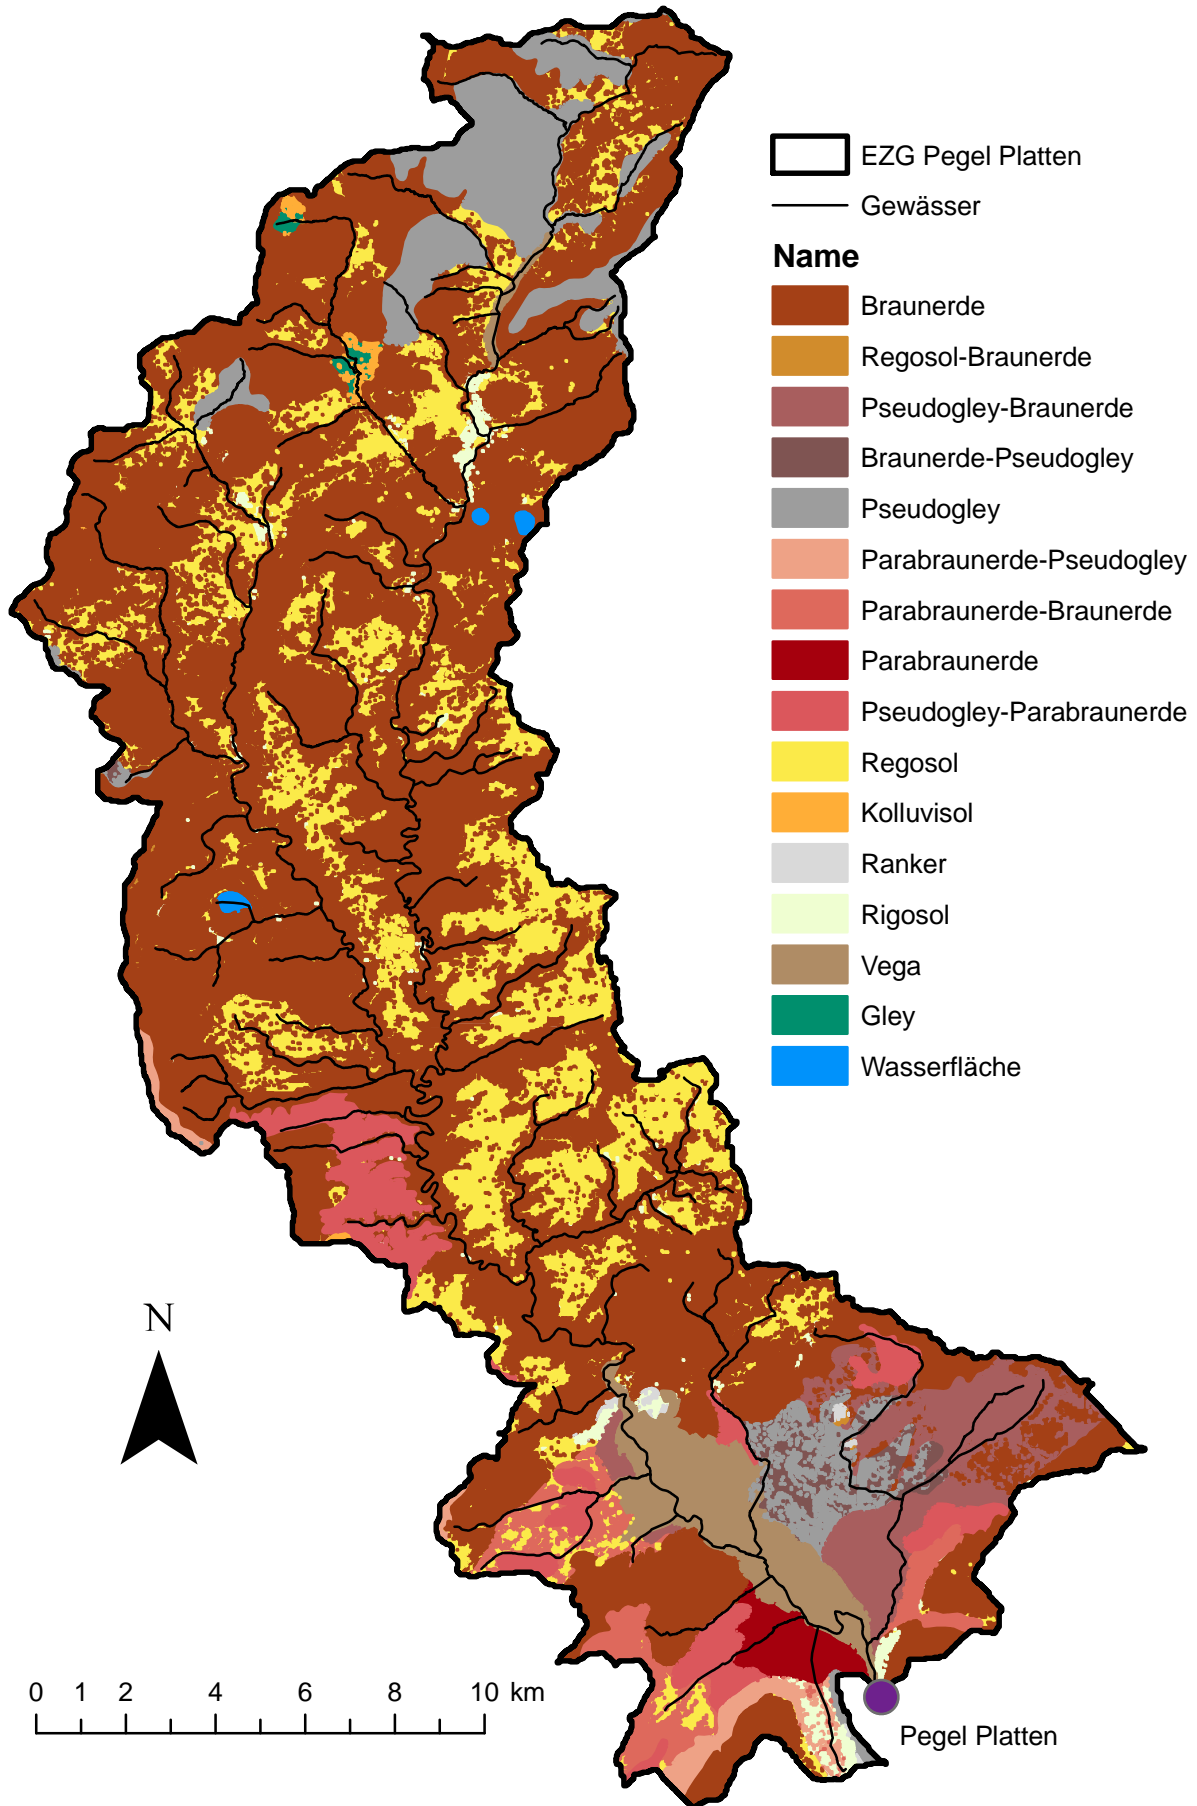 EZG Pegel Platten
Gewässer
Name
Braunerde
Regosol-Braunerde
Pseudogley-Braunerde
Braunerde-Pseudogley
Pseudogley
Parabraunerde-Pseudogley
Parabraunerde-Braunerde
Parabraunerde
Pseudogley-Parabraunerde
Regosol
Kolluvisol
Ranker
Rigosol
Vega
Gley
Wasserfläche
N
0 1 2 4 6 8 10 km
Pegel Platten